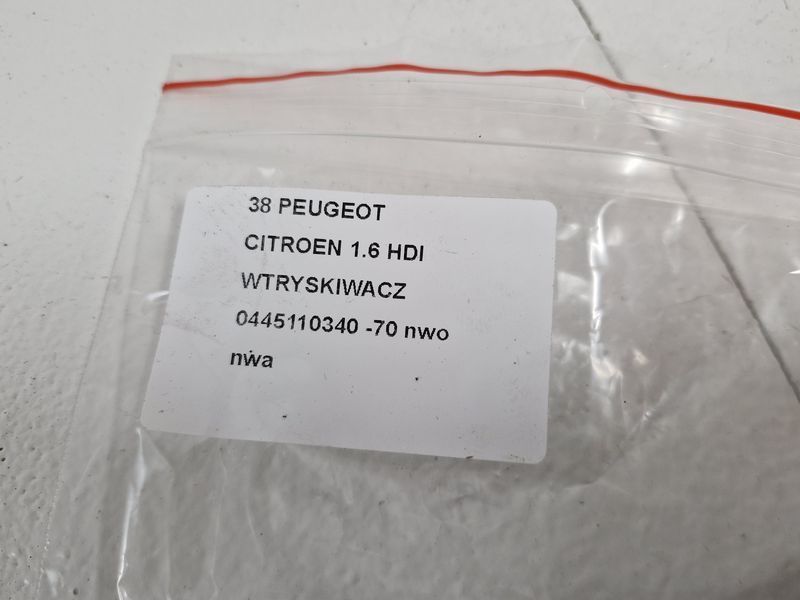 38 PEUGEOT
CITROEN 1.6 HDI
WTRYSKIWACZ
0445110340 -70 nwo
nwa